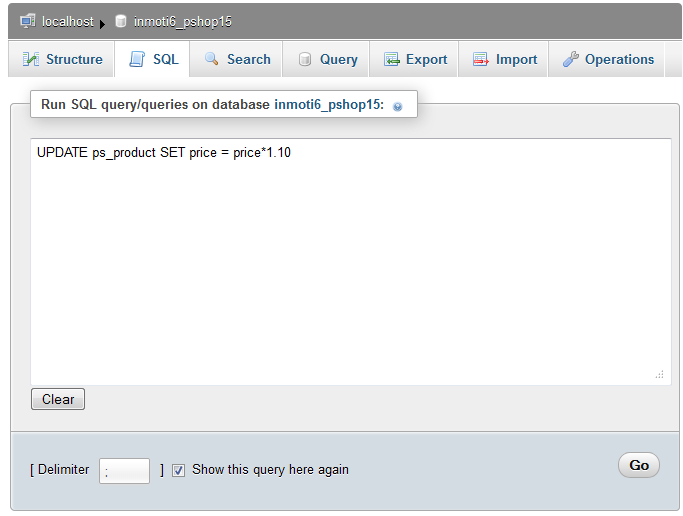 localhost ▸ inmoti6_pshop15
Structure SQL Search Query Export Import Operations
Run SQL query/queries on database inmoti6_pshop15:
UPDATE ps_product SET price = price*1.10
Clear
[ Delimiter ; ] Show this query here again Go